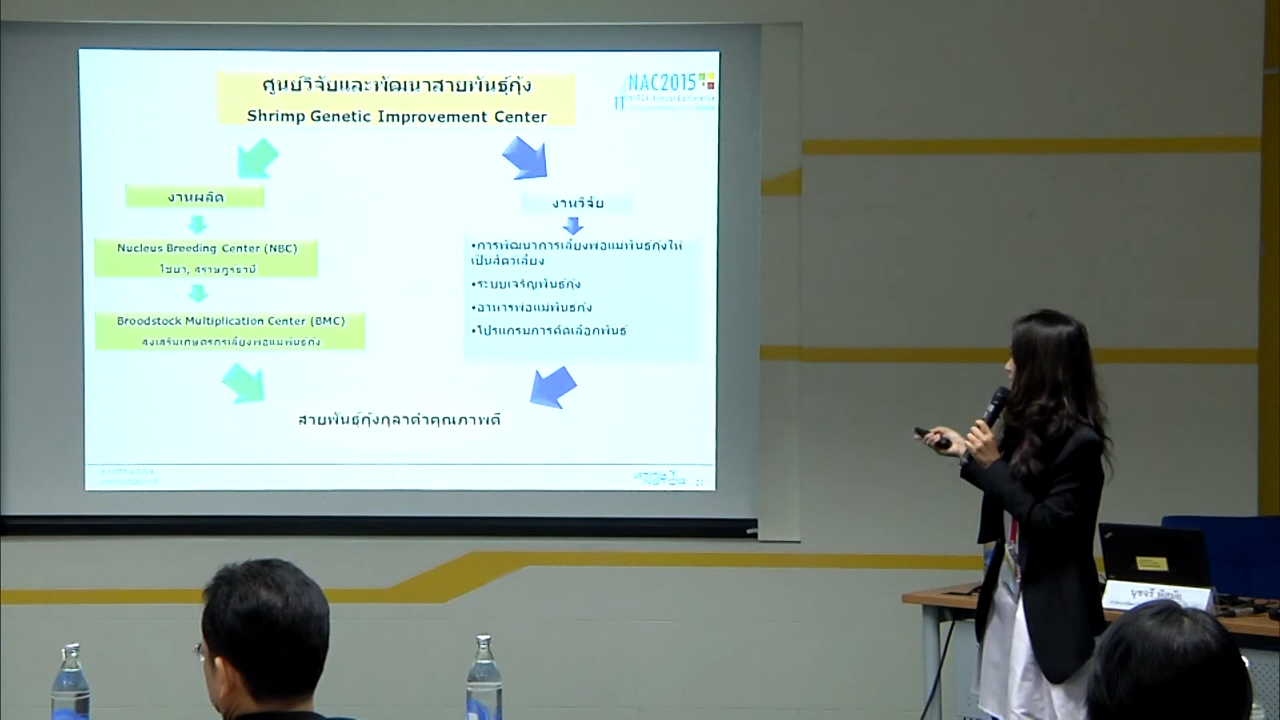 ศูนย์วิจัยและพัฒนาสายพันธุ์กุ้ง
Shrimp Genetic Improvement Center
NAC2015
NSTDA Annual Conference
11
งานผลิต
Nucleus Breeding Center (NBC)
ไชยา, สุราษฎร์ธานี
Broodstock Multiplication Center (BMC)
ส่งเสริมเกษตรกรเลี้ยงพ่อแม่พันธุ์กุ้ง
งานวิจัย
•การพัฒนาการเลี้ยงพ่อแม่พันธุ์กุ้งให้
เป็นสัตว์เลี้ยง
•ระบบเจริญพันธุ์กุ้ง
•อาหารพ่อแม่พันธุ์กุ้ง
•โปรแกรมการคัดเลือกพันธุ์
สายพันธุ์กุ้งกุลาดำคุณภาพดี